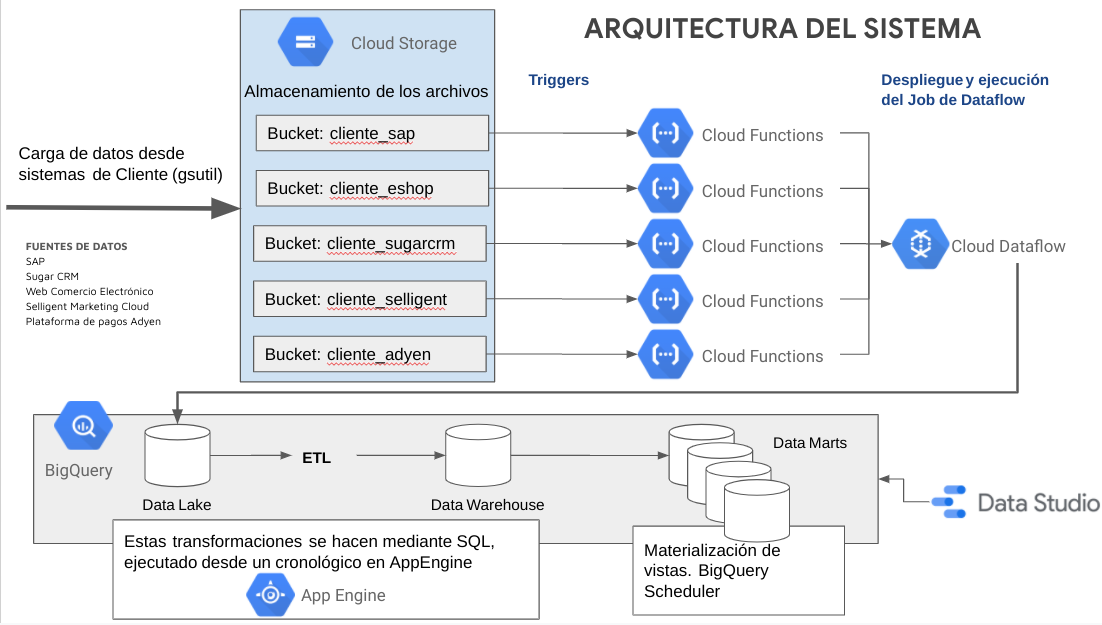 ARQUITECTURA DEL SISTEMA
Cloud Storage
Almacenamiento de los archivos
Triggers
Despliegue y ejecución
del Job de Dataflow
Carga de datos desde
sistemas de Cliente (gsutil)
FUENTES DE DATOS
SAP
Sugar CRM
Web Comercio Electrónico
Selligent Marketing Cloud
Plataforma de pagos Adyen
Bucket: cliente_sap
Cloud Functions
Bucket: cliente_eshop
Cloud Functions
Bucket: cliente_sugarcrm
Cloud Functions
Bucket: cliente_selligent
Cloud Functions
Bucket: cliente_adyen
Cloud Functions
Cloud Dataflow
BigQuery
Data Lake
ETL
Data Warehouse
Data Marts
Data Studio
Estas transformaciones se hacen mediante SQL,
ejecutado desde un cronológico en AppEngine
App Engine
Materialización de
vistas. BigQuery
Scheduler